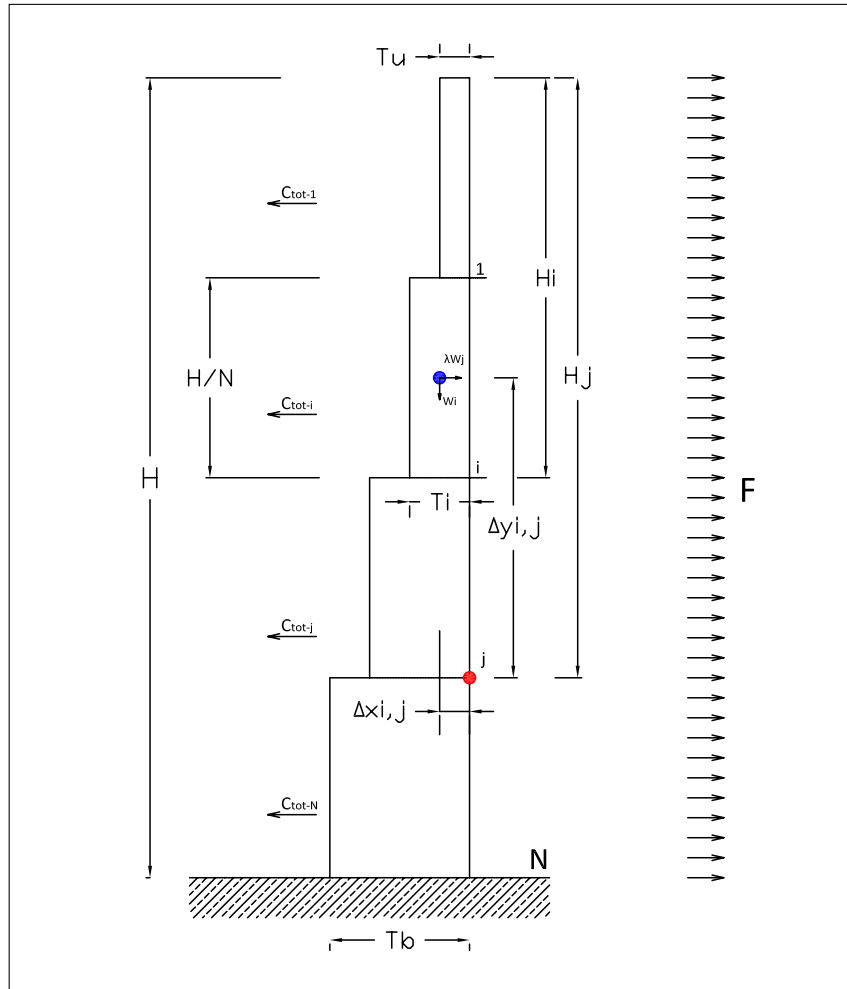 Tu
Ctot-1
1
Hi
λWj
H/N
Hj
Wi
Ctot-i
i
H
Ti
F
Δyi,j
Ctot-j
j
Δxi,j
Ctot-N
N
Tb